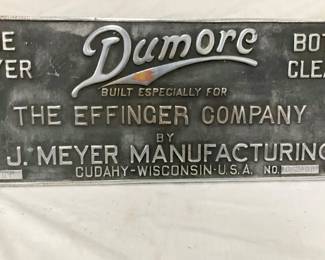 Dumore
E BOT
YER CLEA
BUILT ESPECIALLY FOR
THE EFFINGER COMPANY
BY
J. MEYER MANUFACTURING
CUDAHY-WISCONSIN-U.S.A. NO.